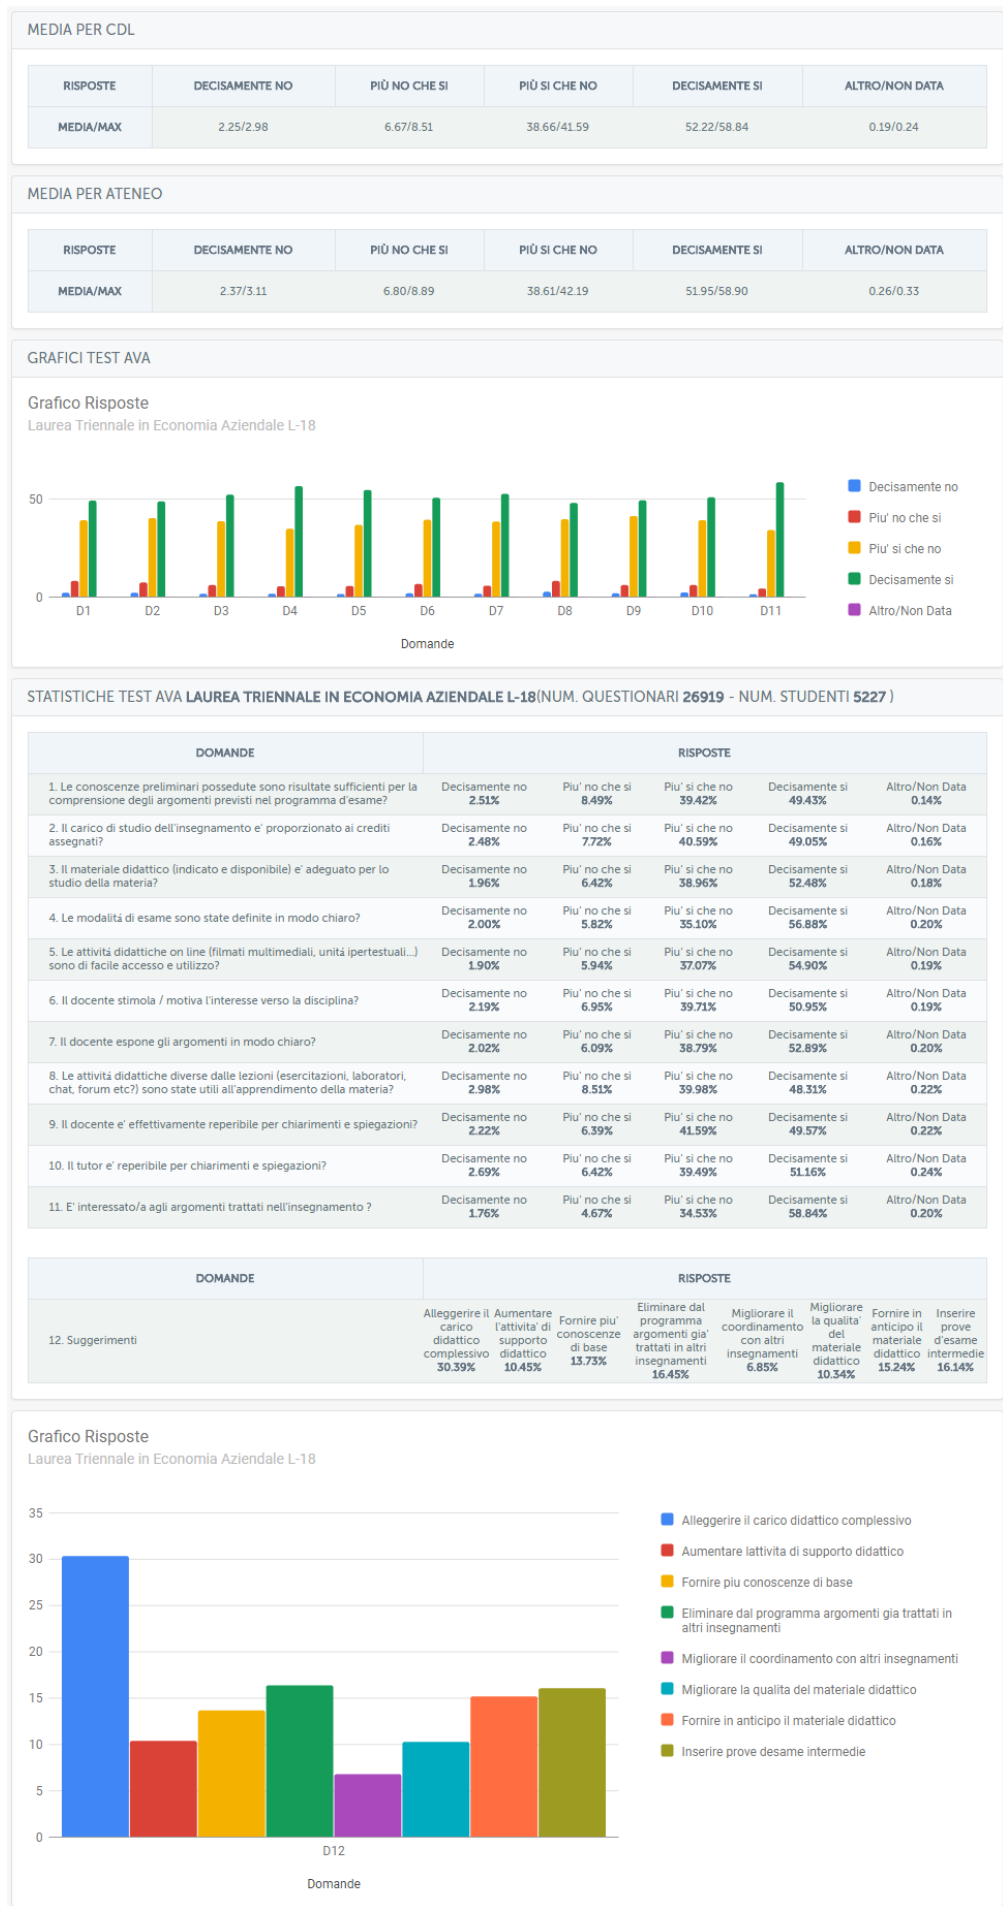 MEDIA PER CDL
RISPOSTE DECISAMENTE NO PIÙ NO CHE SI PIÙ SI CHE NO DECISAMENTE SI ALTRO/NON DATA
MEDIA/MAX 2.25/2.98 6.67/8.51 38.66/41.59 52.22/58.84 0.19/0.24
MEDIA PER ATENEO
RISPOSTE DECISAMENTE NO PIÙ NO CHE SI PIÙ SI CHE NO DECISAMENTE SI ALTRO/NON DATA
MEDIA/MAX 2.37/3.11 6.80/8.89 38.61/42.19 51.95/58.90 0.26/0.33
GRAFICI TEST AVA
Grafico Risposte
Laurea Triennale in Economia Aziendale L-18
50
0
D1 D2 D3 D4 D5 D6 D7 D8 D9 D10 D11
Domande
Decisamente no
Piu' no che si
Piu' si che no
Decisamente si
Altro/Non Data
STATISTICHE TEST AVA LAUREA TRIENNALE IN ECONOMIA AZIENDALE L-18(NUM. QUESTIONARI 26919 - NUM. STUDENTI 5227 )
DOMANDE RISPOSTE
1. Le conoscenze preliminari possedute sono risultate sufficienti per la
comprensione degli argomenti previsti nel programma d'esame?
Decisamente no Piu' no che si Piu' si che no Decisamente si Altro/Non Data
2.51% 8.49% 39.42% 49.43% 0.14%
2. Il carico di studio dell'insegnamento e' proporzionato ai crediti
assegnati?
Decisamente no Piu' no che si Piu' si che no Decisamente si Altro/Non Data
2.48% 7.72% 40.59% 49.05% 0.16%
3. Il materiale didattico (indicato e disponibile) e' adeguato per lo
studio della materia?
Decisamente no Piu' no che si Piu' si che no Decisamente si Altro/Non Data
1.96% 6.42% 38.96% 52.48% 0.18%
4. Le modalitá di esame sono state definite in modo chiaro?
Decisamente no Piu' no che si Piu' si che no Decisamente si Altro/Non Data
2.00% 5.82% 35.10% 56.88% 0.20%
5. Le attivitá didattiche on line (filmati multimediali, unitá ipertestuali...)
sono di facile accesso e utilizzo?
Decisamente no Piu' no che si Piu' si che no Decisamente si Altro/Non Data
1.90% 5.94% 37.07% 54.90% 0.19%
6. Il docente stimola / motiva l'interesse verso la disciplina?
Decisamente no Piu' no che si Piu' si che no Decisamente si Altro/Non Data
2.19% 6.95% 39.71% 50.95% 0.19%
7. Il docente espone gli argomenti in modo chiaro?
Decisamente no Piu' no che si Piu' si che no Decisamente si Altro/Non Data
2.02% 6.09% 38.79% 52.89% 0.20%
8. Le attivitá didattiche diverse dalle lezioni (esercitazioni, laboratori,
chat, forum etc?) sono state utili all'apprendimento della materia?
Decisamente no Piu' no che si Piu' si che no Decisamente si Altro/Non Data
2.98% 8.51% 39.98% 48.31% 0.22%
9. Il docente e' effettivamente reperibile per chiarimenti e spiegazioni?
Decisamente no Piu' no che si Piu' si che no Decisamente si Altro/Non Data
2.22% 6.39% 41.59% 49.57% 0.22%
10. Il tutor e' reperibile per chiarimenti e spiegazioni?
Decisamente no Piu' no che si Piu' si che no Decisamente si Altro/Non Data
2.69% 6.42% 39.49% 51.16% 0.24%
11. E' interessato/a agli argomenti trattati nell'insegnamento ?
Decisamente no Piu' no che si Piu' si che no Decisamente si Altro/Non Data
1.76% 4.67% 34.53% 58.84% 0.20%
DOMANDE RISPOSTE
12. Suggerimenti
Alleggerire il
carico
didattico
complessivo
30.39%
Aumentare
l'attivita' di
supporto
didattico
10.45%
Fornire piu'
conoscenze
di base
13.73%
Eliminare dal
programma
argomenti gia'
trattati in altri
insegnamenti
16.45%
Migliorare il
coordinamento
con altri
insegnamenti
6.85%
Migliorare
la qualita'
del
materiale
didattico
10.34%
Fornire in
anticipo il
materiale
didattico
15.24%
Inserire
prove
d'esame
intermedie
16.14%
Grafico Risposte
Laurea Triennale in Economia Aziendale L-18
35
30
25
20
15
10
5
0
D12
Domande
Alleggerire il carico didattico complessivo
Aumentare lattivita di supporto didattico
Fornire piu conoscenze di base
Eliminare dal programma argomenti gia trattati in
altri insegnamenti
Migliorare il coordinamento con altri insegnamenti
Migliorare la qualita del materiale didattico
Fornire in anticipo il materiale didattico
Inserire prove desame intermedie